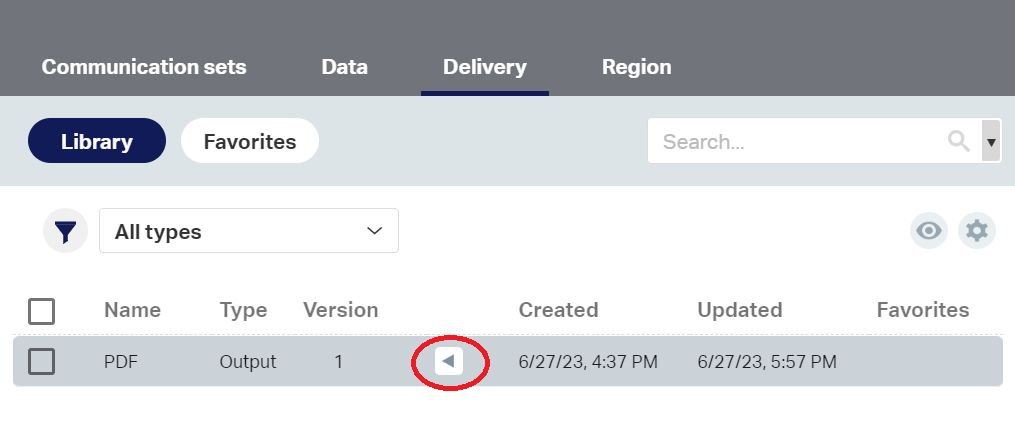 Communication sets Data Delivery Region
Library Favorites Search...
All types
Name Type Version Created Updated Favorites
PDF Output 1 6/27/23, 4:37 PM 6/27/23, 5:57 PM